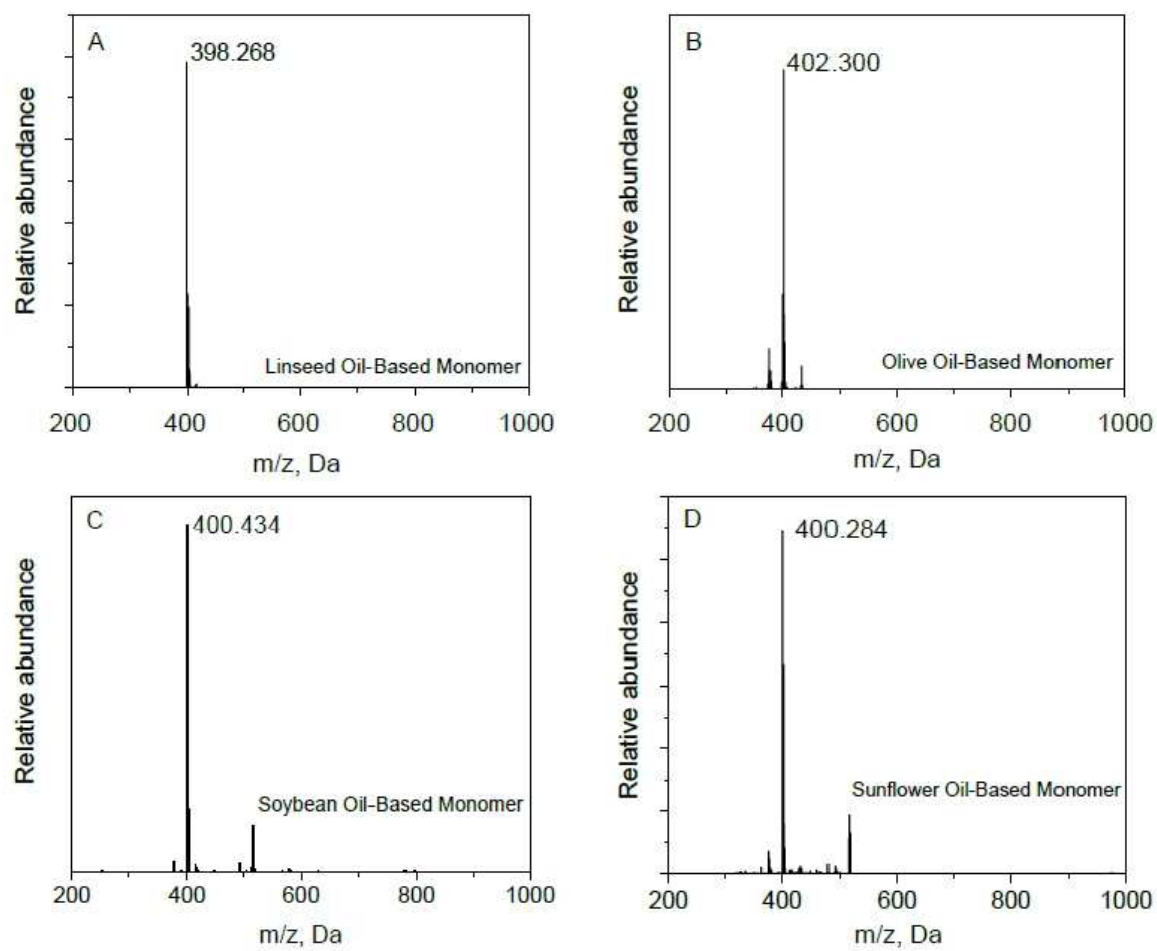 A
398.268
Relative abundance
Linseed Oil-Based Monomer
200 400 600 800 1000
m/z, Da
B
402.300
Relative abundance
Olive Oil-Based Monomer
200 400 600 800 1000
m/z, Da
C
400.434
Relative abundance
Soybean Oil-Based Monomer
200 400 600 800 1000
m/z, Da
D
400.284
Relative abundance
Sunflower Oil-Based Monomer
200 400 600 800 1000
m/z, Da